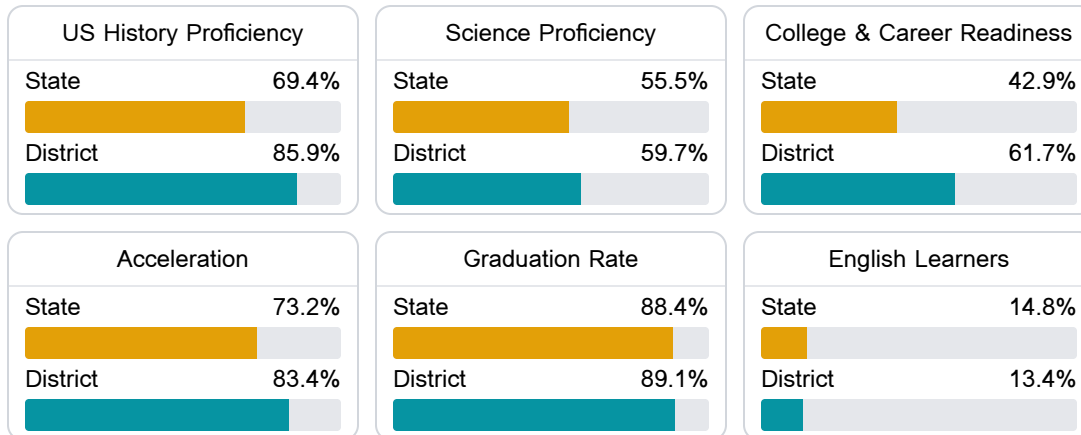 US History Proficiency
State 69.4%
District 85.9%
Science Proficiency
State 55.5%
District 59.7%
College & Career Readiness
State 42.9%
District 61.7%
Acceleration
State 73.2%
District 83.4%
Graduation Rate
State 88.4%
District 89.1%
English Learners
State 14.8%
District 13.4%